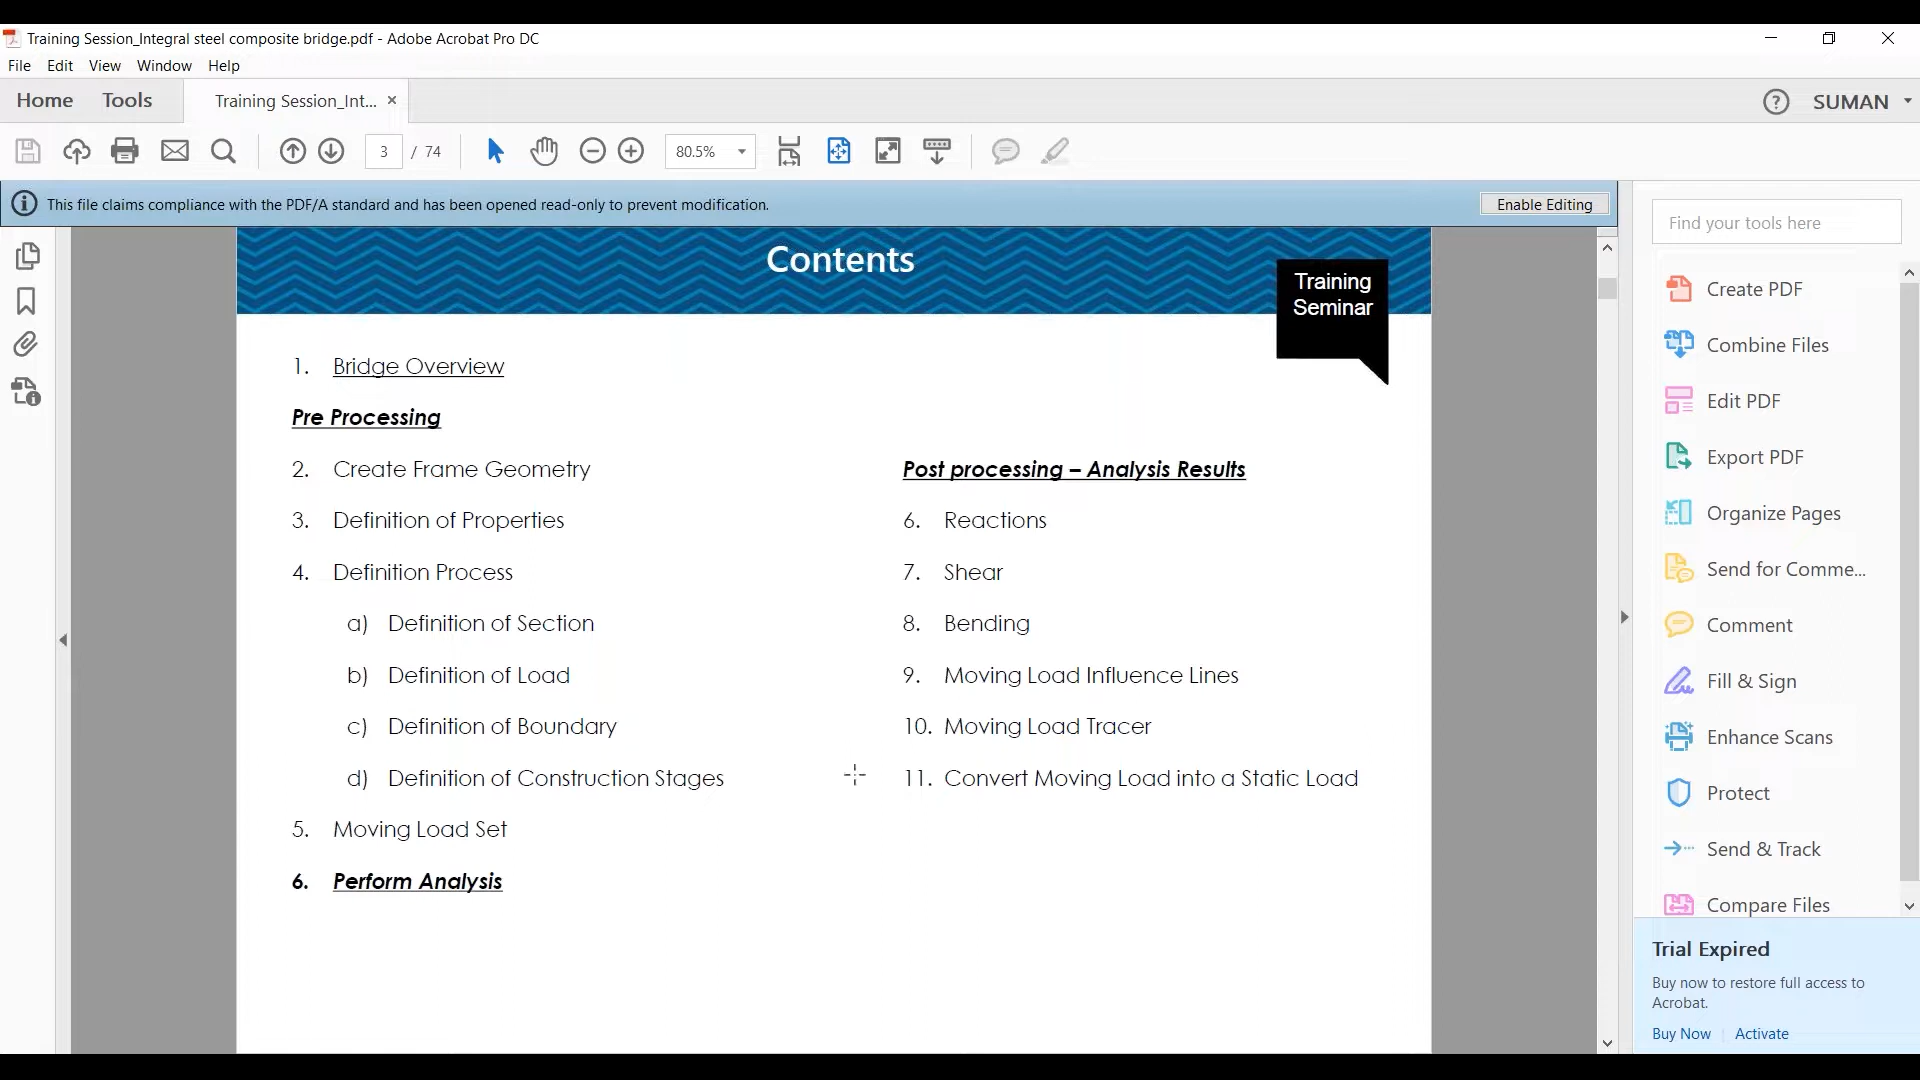 Training Session_Integral steel composite bridge.pdf - Adobe Acrobat Pro DC
File Edit View Window Help
Home Tools Training Session_Int... × ? SUMAN
3 / 74 80.5%
This file claims compliance with the PDF/A standard and has been opened read-only to prevent modification. Enable Editing
Contents
Training
Seminar
1. Bridge Overview
Pre Processing
2. Create Frame Geometry
3. Definition of Properties
4. Definition Process
a) Definition of Section
b) Definition of Load
c) Definition of Boundary
d) Definition of Construction Stages
5. Moving Load Set
6. Perform Analysis
Post processing – Analysis Results
6. Reactions
7. Shear
8. Bending
9. Moving Load Influence Lines
10. Moving Load Tracer
11. Convert Moving Load into a Static Load
Find your tools here
Create PDF
Combine Files
Edit PDF
Export PDF
Organize Pages
Send for Comme...
Comment
Fill & Sign
Enhance Scans
Protect
Send & Track
Compare Files
Trial Expired
Buy now to restore full access to
Acrobat.
Buy Now | Activate